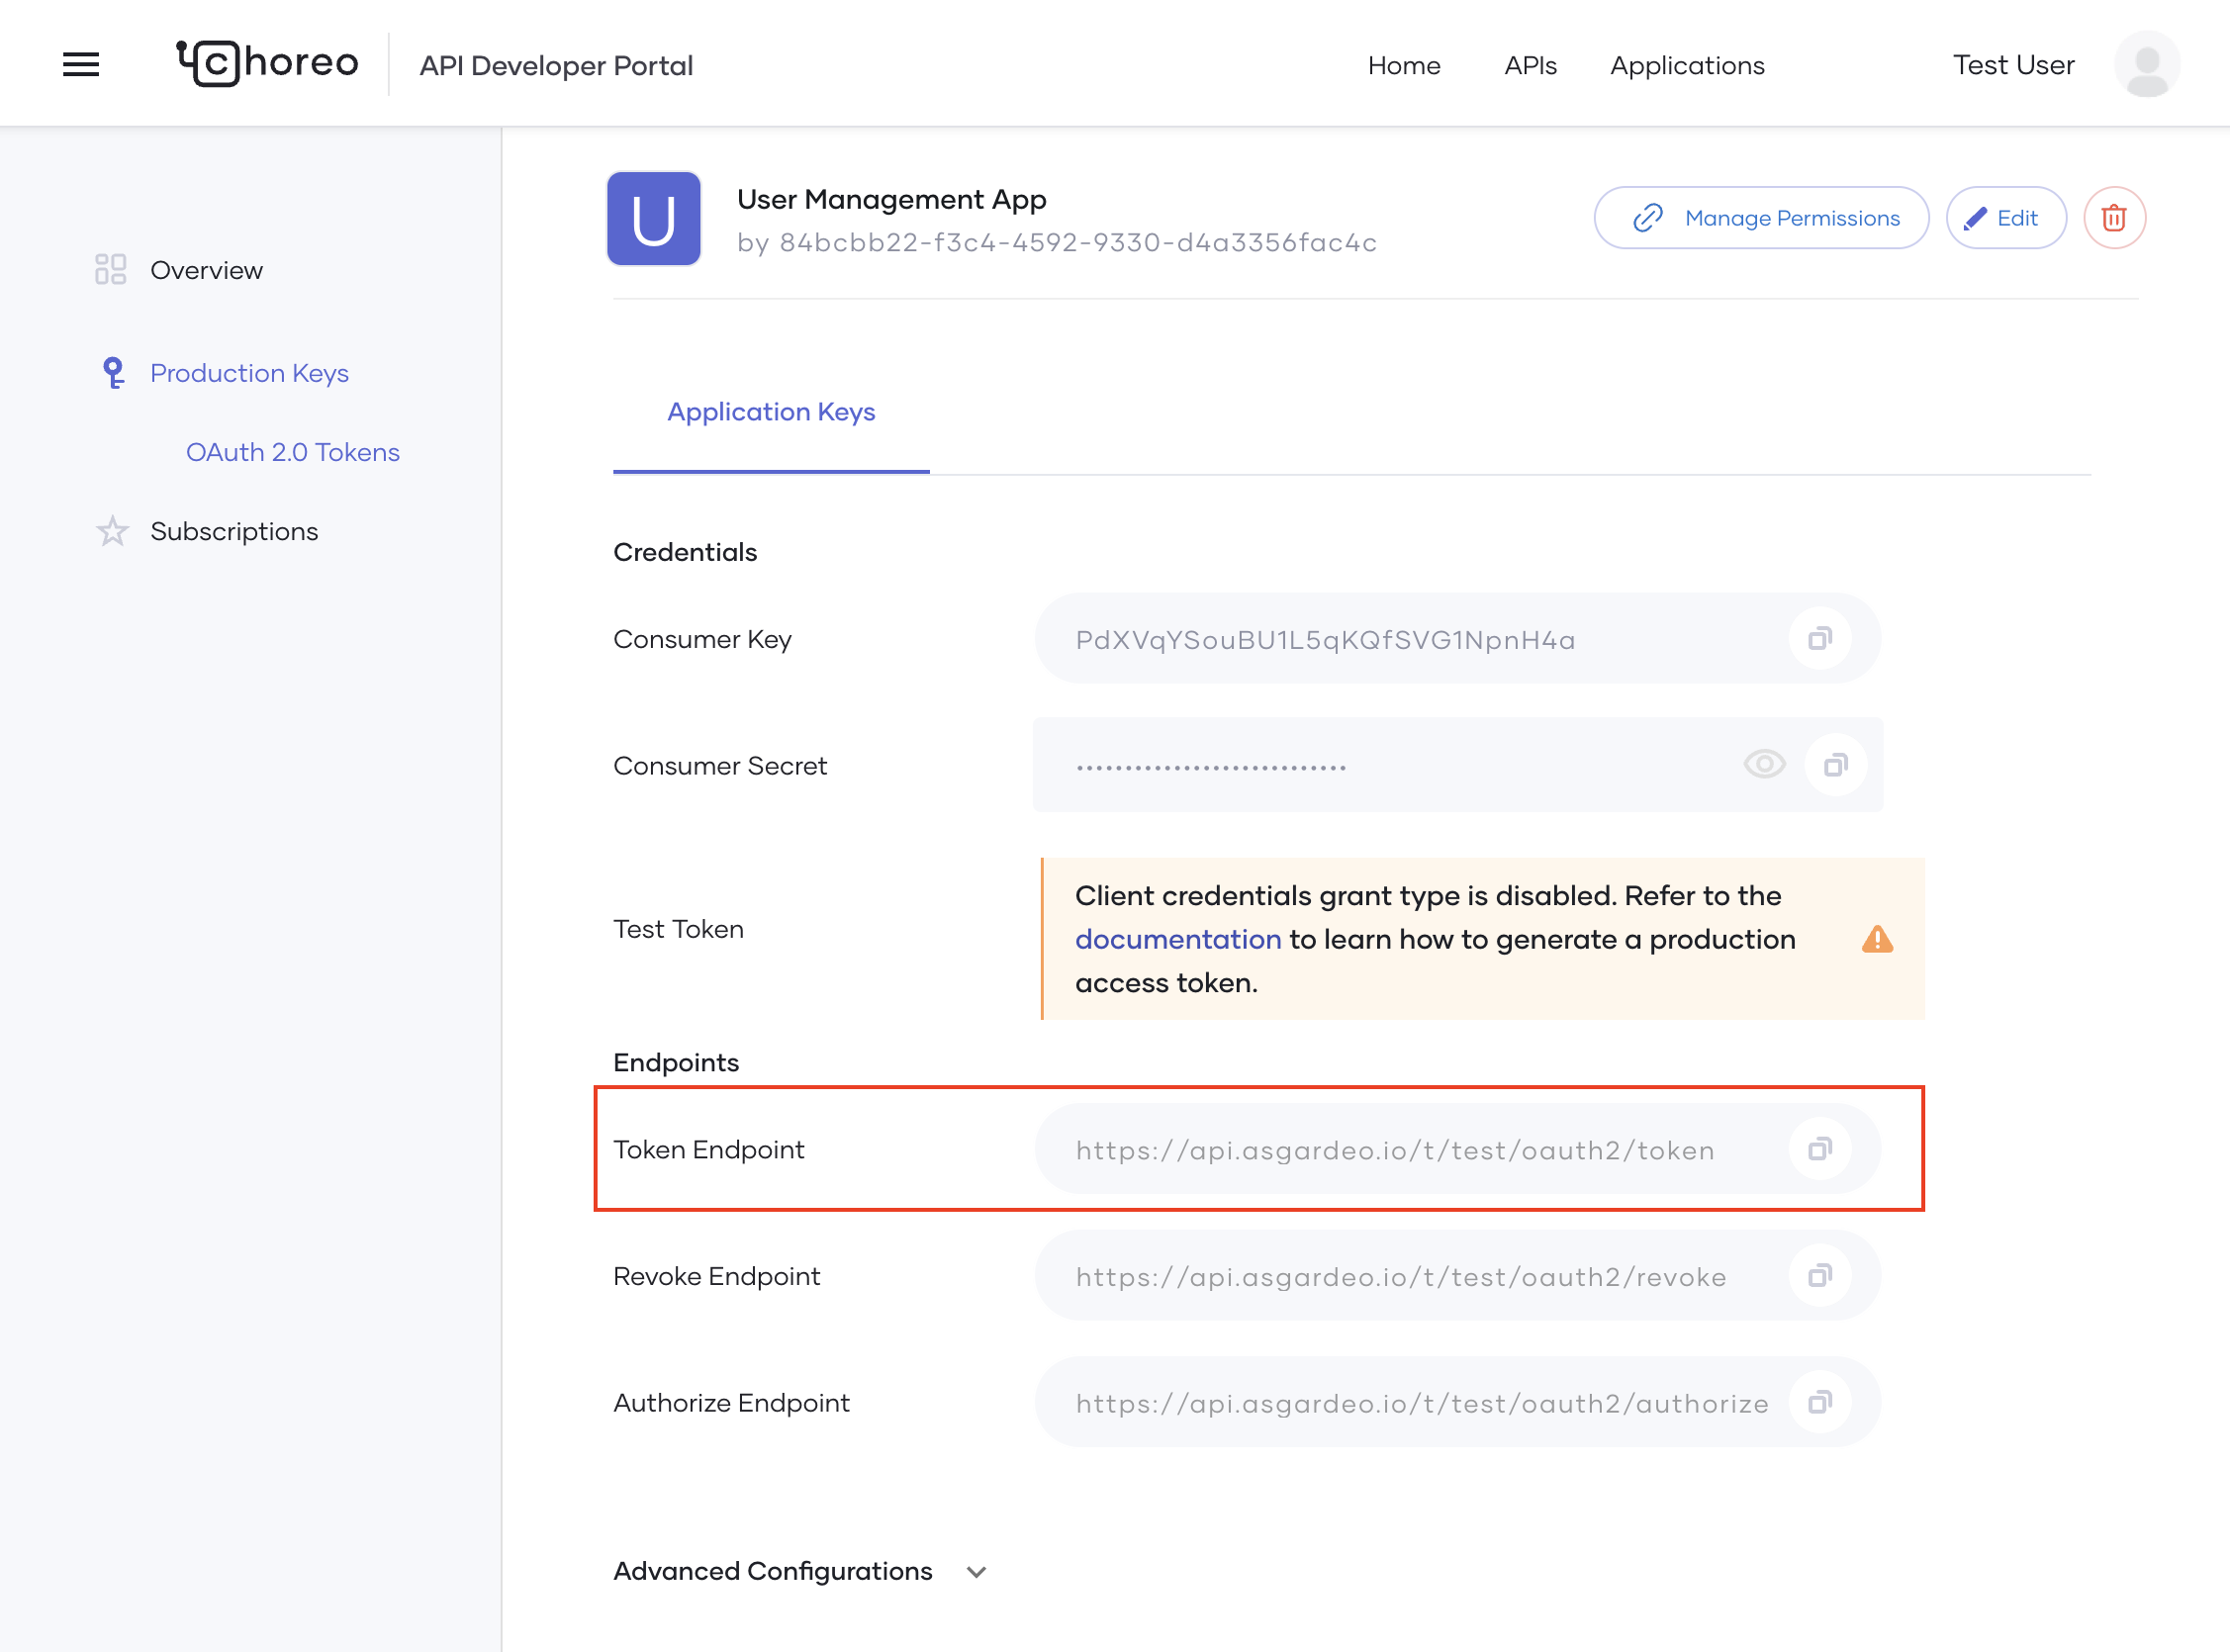 choreo
API Developer Portal
Home
APIs
Applications
Test User
U
User Management App
by 84bcbb22-f3c4-4592-9330-d4a3356fac4c
Manage Permissions
Edit
Overview
Production Keys
OAuth 2.0 Tokens
Subscriptions
Application Keys
Credentials
Consumer Key
PdXVqYSouBU1L5qKQfSVG1NpnH4a
Consumer Secret
Test Token
Client credentials grant type is disabled. Refer to the
documentation to learn how to generate a production
access token.
Endpoints
Token Endpoint
https://api.asgardeo.io/t/test/oauth2/token
Revoke Endpoint
https://api.asgardeo.io/t/test/oauth2/revoke
Authorize Endpoint
https://api.asgardeo.io/t/test/oauth2/authorize
Advanced Configurations